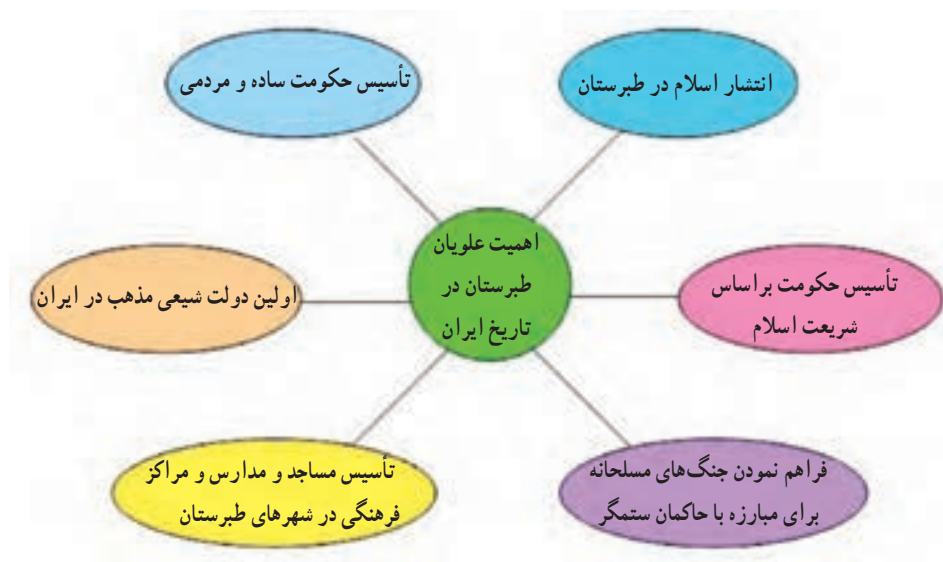 انتشار اسلام در طبرستان
تأسیس حکومت ساده و مردمی
اهمیت علویان
طبرستان در
تاریخ ایران
تأسیس حکومت براساس
شریعت اسلام
اولین دولت شیعی مذهب در ایران
فراهم نمودن جنگ‌های مسلحانه
برای مبارزه با حاکمان ستمگر
تأسیس مساجد و مدارس و مراکز
فرهنگی در شهرهای طبرستان